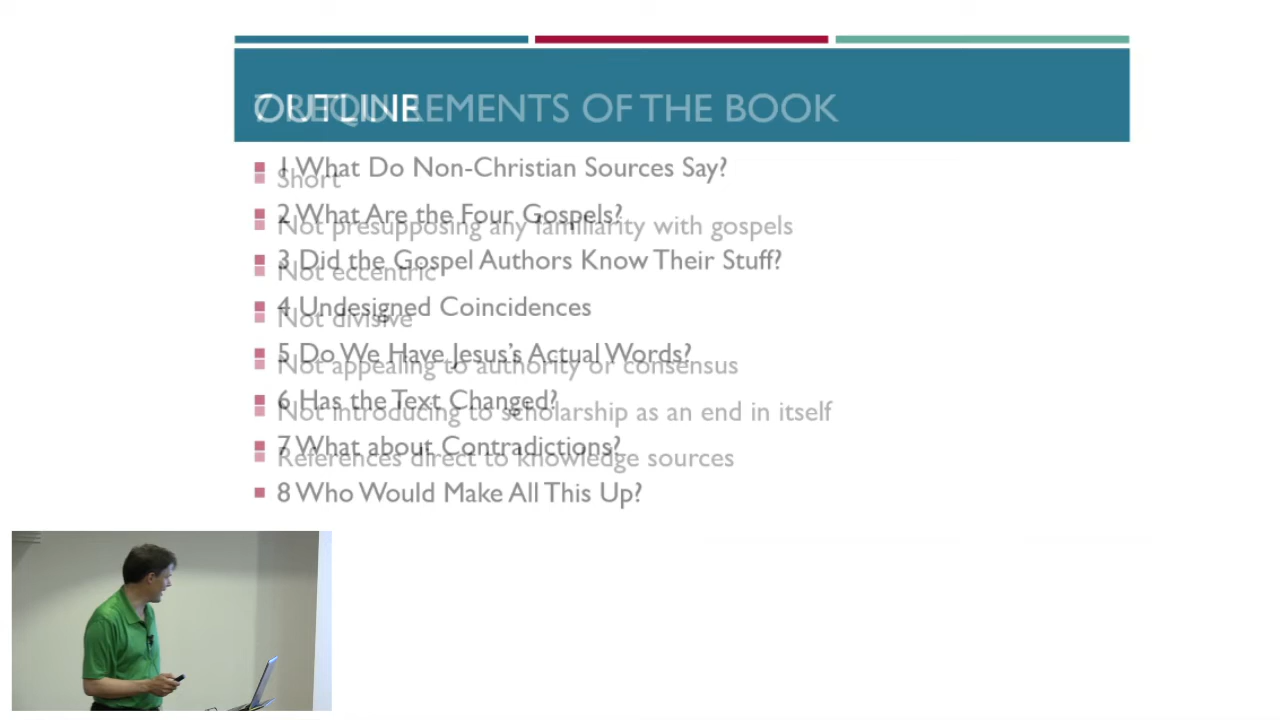 OUTLINE
7 REQUIREMENTS OF THE BOOK
1 What Do Non-Christian Sources Say?
Short
2 What Are the Four Gospels?
Not presupposing any familiarity with gospels
3 Did the Gospel Authors Know Their Stuff?
Not eccentric
4 Undesigned Coincidences
Not divisive
5 Do We Have Jesus's Actual Words?
Not appealing to authority or consensus
6 Has the Text Changed?
Not introducing to scholarship as an end in itself
7 What about Contradictions?
References direct to knowledge sources
8 Who Would Make All This Up?